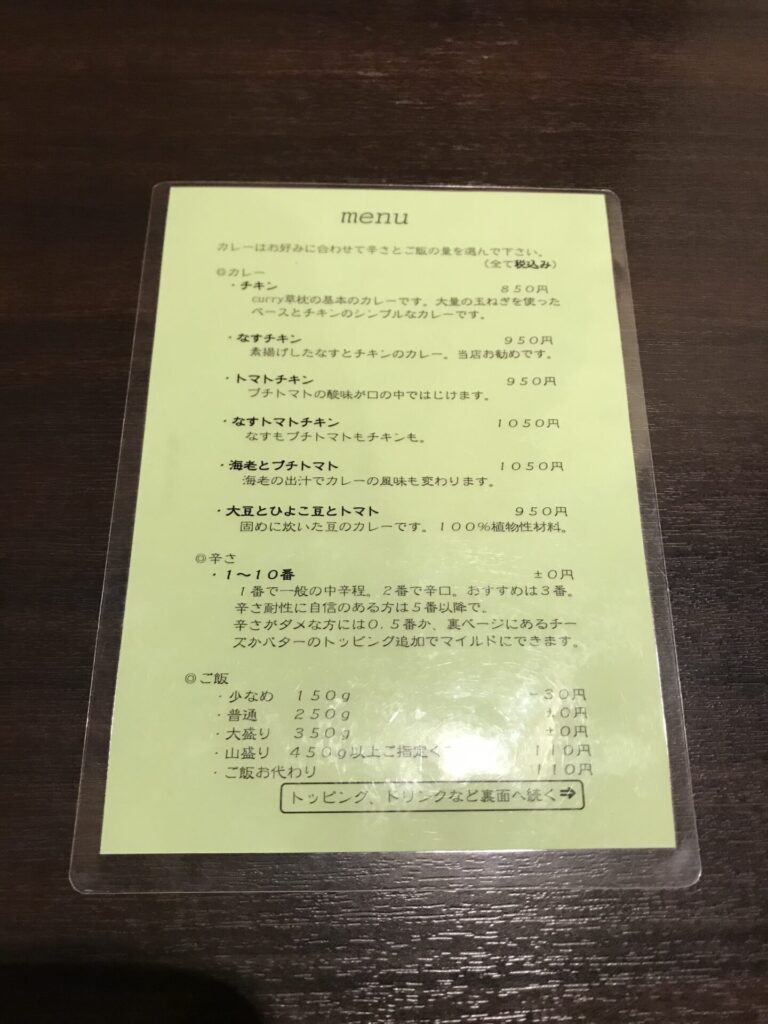 menu
カレーはお好みに合わせて辛さとご飯の量を選んで下さい。
（全て税込み）
◎カレー
・チキン ８５０円
curry草枕の基本のカレーです。大量の玉ねぎを使った
ベースとチキンのシンプルなカレーです。
・なすチキン ９５０円
素揚げしたなすとチキンのカレー。当店お勧めです。
・トマトチキン ９５０円
プチトマトの酸味が口の中ではじけます。
・なすトマトチキン １０５０円
なすもプチトマトもチキンも。
・海老とプチトマト １０５０円
海老の出汁でカレーの風味も変わります。
・大豆とひよこ豆とトマト ９５０円
固めに炊いた豆のカレーです。１００％植物性材料。
◎辛さ
・１〜１０番 ±０円
１番で一般の中辛程。２番で辛口。おすすめは３番。
辛さ耐性に自信のある方は５番以降で。
辛さがダメな方には０.５番か、裏ページにあるチー
ズかバターのトッピング追加でマイルドにできます。
◎ご飯
・少なめ １５０ｇ －３０円
・普通 ２５０ｇ ±０円
・大盛り ３５０ｇ ±０円
・山盛り ４５０ｇ以上ご指定く １１０円
・ご飯お代わり １１０円
トッピング、ドリンクなど裏面へ続く⇒